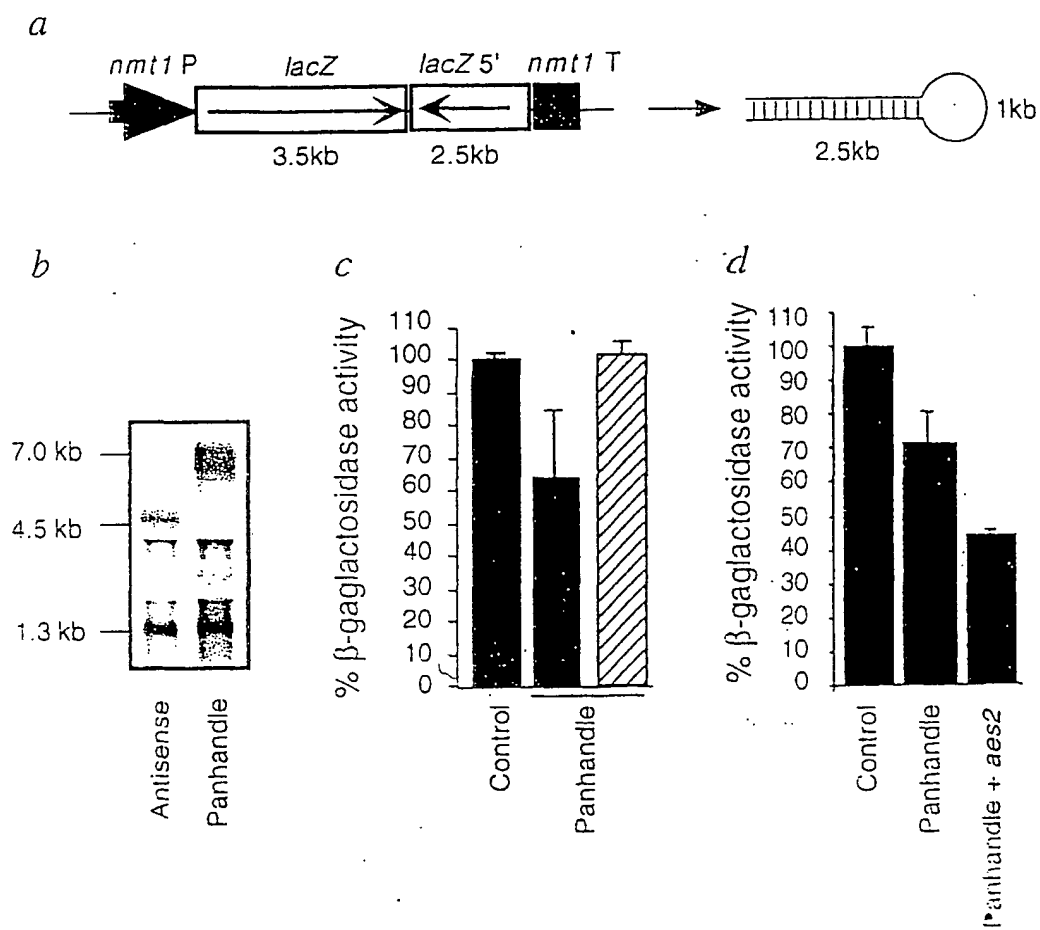 a
nmt1 P lacZ lacZ 5' nmt1 T
3.5kb 2.5kb
2.5kb
1kb
b
7.0 kb
4.5 kb
1.3 kb
Antisense
Panhandle
c
% β-gaglactosidase activity
110
100
90
80
70
60
50
40
30
20
10
0
Control
Panhandle
d
% β-gaglactosidase activity
110
100
90
80
70
60
50
40
30
20
10
0
Control
Panhandle
Panhandle + aes2